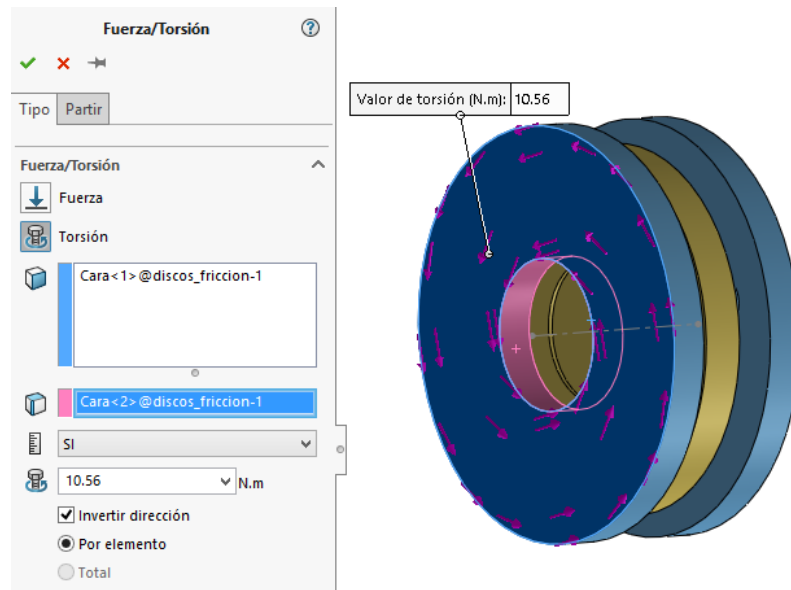 Fuerza/Torsión
?
Tipo
Partir
Fuerza/Torsión
Fuerza
Torsión
Cara<1>@discos_friccion-1
Cara<2>@discos_friccion-1
SI
10.56
N.m
Invertir dirección
Por elemento
Total
Valor de torsión (N.m): 10.56